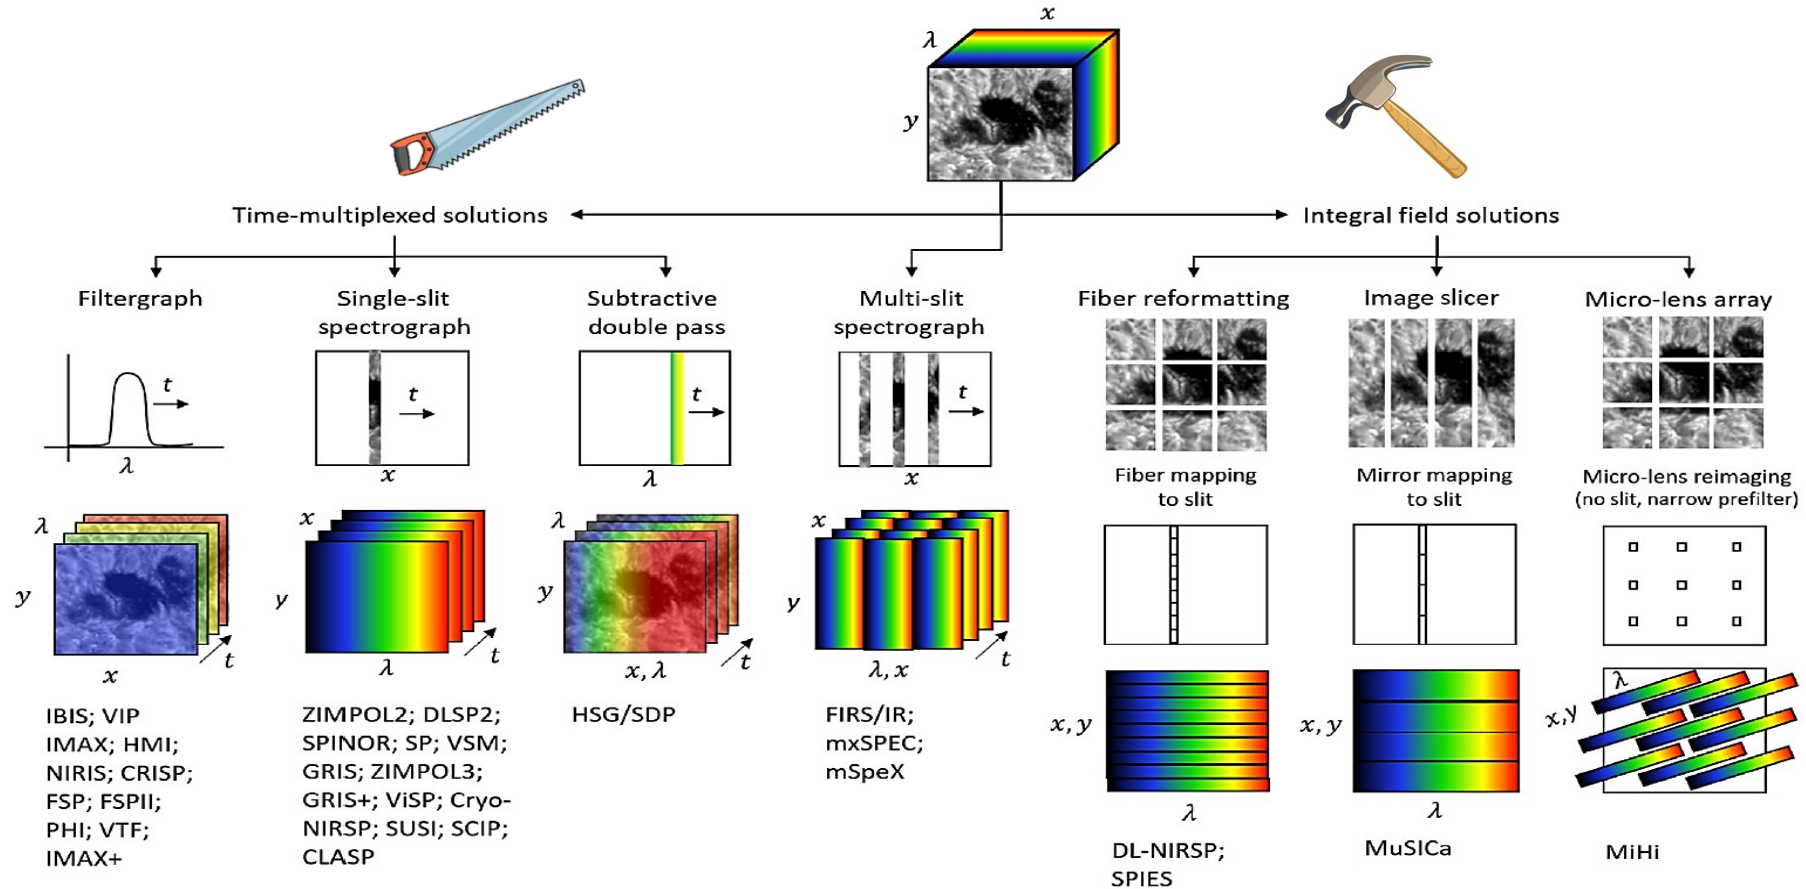 x
λ
y
Time-multiplexed solutions
Integral field solutions
Filtergraph
t
λ
λ
y
t
x
IBIS; VIP
IMAX; HMI;
NIRIS; CRISP;
FSP; FSPII;
PHI; VTF;
IMAX+
Single-slit
spectrograph
t
x
x
y
t
λ
ZIMPOL2; DLSP2;
SPINOR; SP; VSM;
GRIS; ZIMPOL3;
GRIS+; ViSP; Cryo-
NIRSP; SUSI; SCIP;
CLASP
Subtractive
double pass
t
λ
λ
y
t
x, λ
HSG/SDP
Multi-slit
spectrograph
t
x
x
y
t
λ, x
FIRS/IR;
mxSPEC;
mSpeX
Fiber reformatting
Fiber mapping
to slit
x, y
λ
DL-NIRSP;
SPIES
Image slicer
Mirror mapping
to slit
x, y
λ
MuSICa
Micro-lens array
Micro-lens reimaging
(no slit, narrow prefilter)
λ
x,y
MiHi